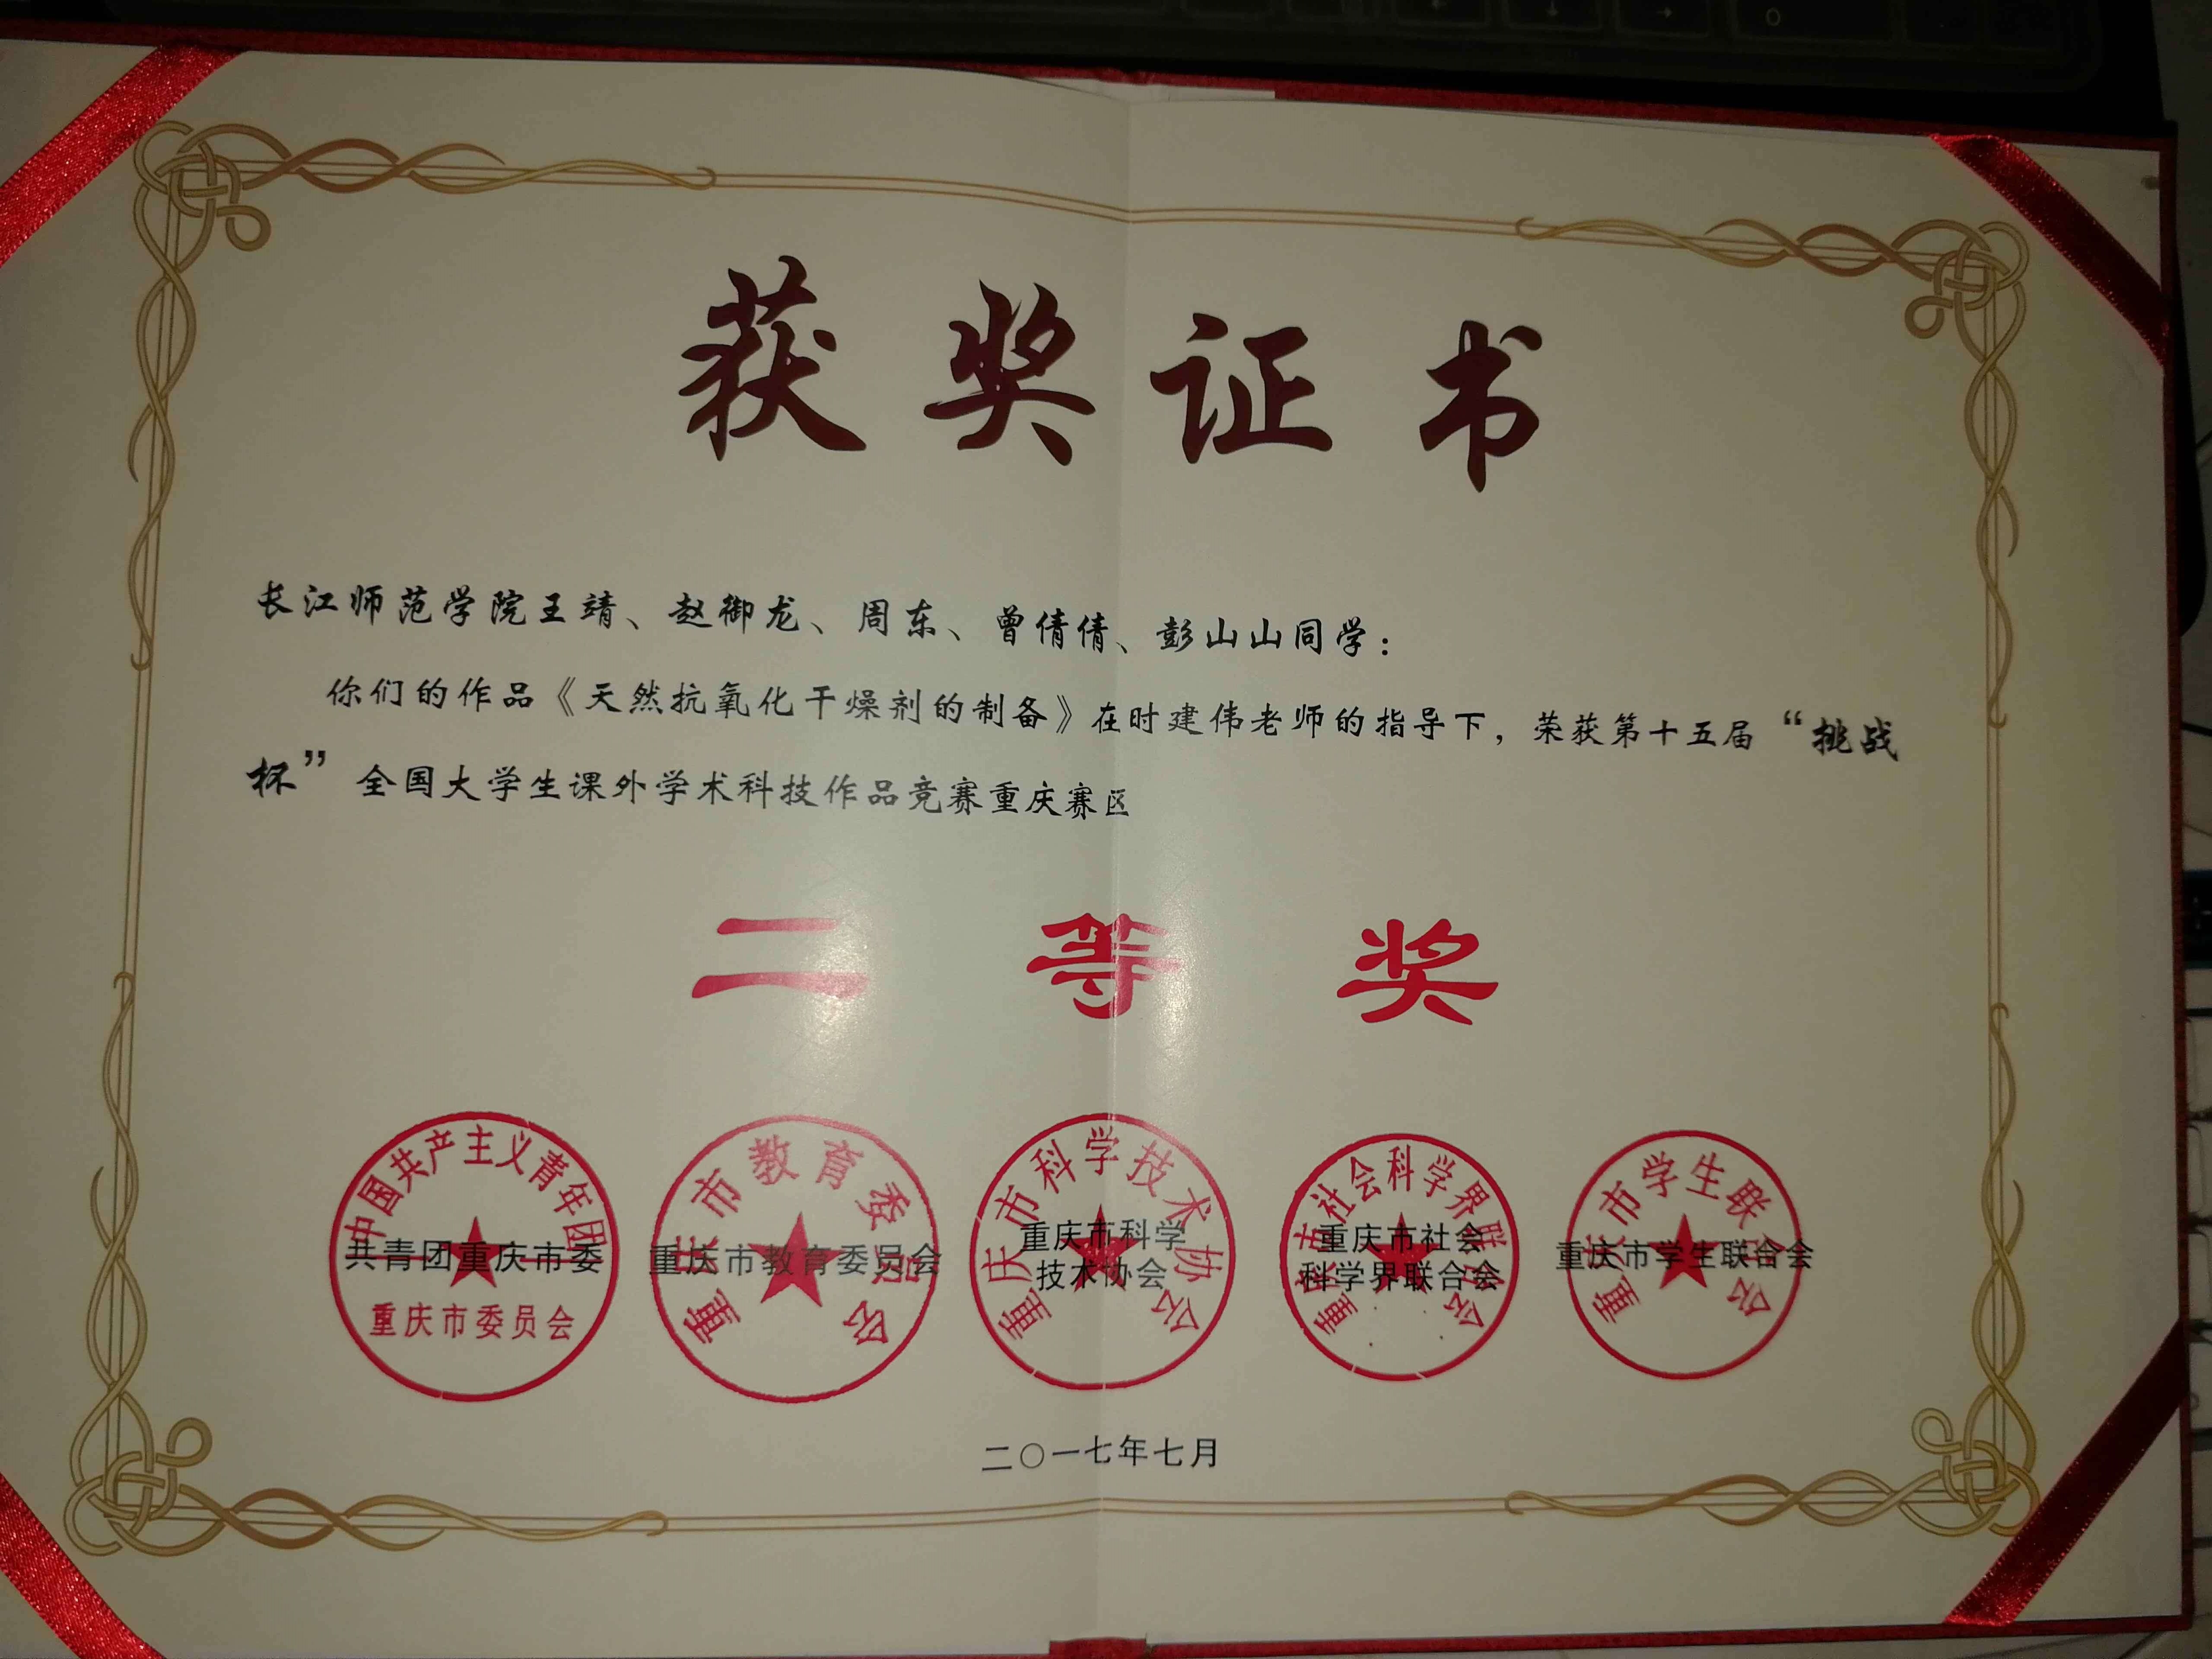 获奖证书
长江师范学院王靖、赵御龙、周东、曾倩倩、彭山山同学：
你们的作品《天然抗氧化干燥剂的制备》在时建伟老师的指导下，荣获第十五届“挑战
杯”全国大学生课外学术科技作品竞赛重庆赛区
二等奖
中国共产主义青年团
共青团重庆市委
重庆市委员会
重庆市教育委员会
重庆市教育委员会
重庆市科学技术协会
重庆市科学
技术协会
重庆市社会科学界联合会
重庆市社会
科学界联合会
重庆市学生联合会
重庆市学生联合会
二〇一七年七月